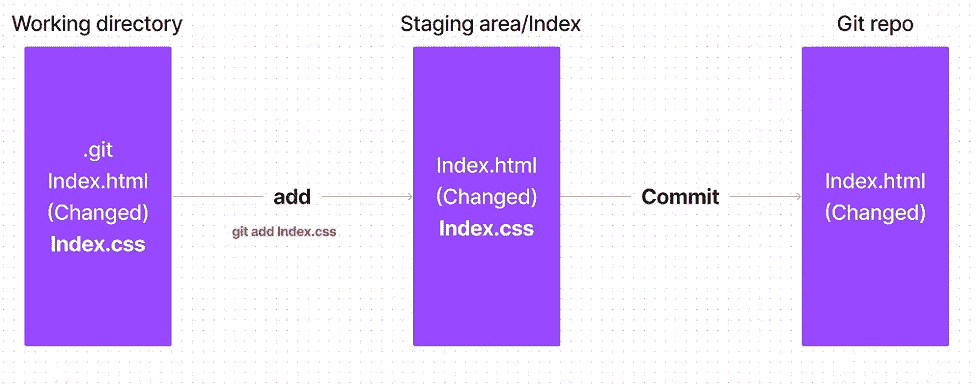 Working directory
Staging area/Index
Git repo
.git
Index.html
(Changed)
Index.css
add
git add Index.css
Index.html
(Changed)
Index.css
Commit
Index.html
(Changed)